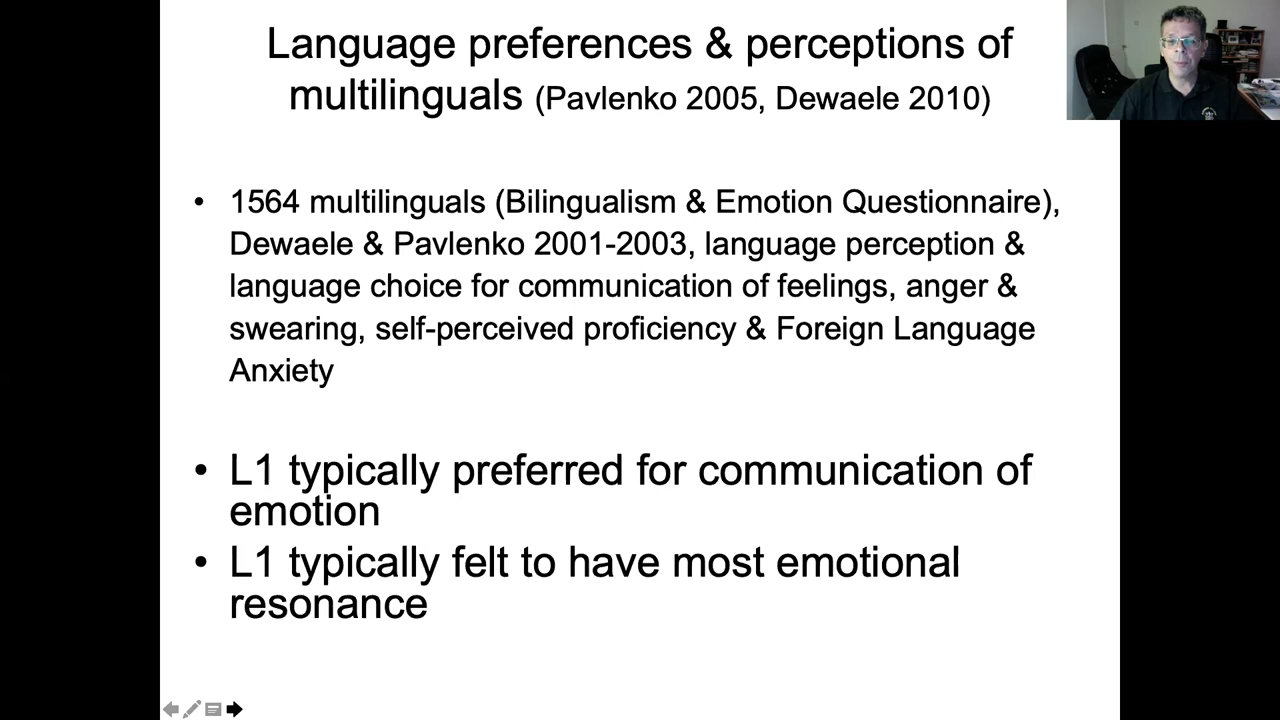 Language preferences & perceptions of
multilinguals (Pavlenko 2005, Dewaele 2010)
• 1564 multilinguals (Bilingualism & Emotion Questionnaire),
Dewaele & Pavlenko 2001-2003, language perception &
language choice for communication of feelings, anger &
swearing, self-perceived proficiency & Foreign Language
Anxiety
• L1 typically preferred for communication of
emotion
• L1 typically felt to have most emotional
resonance